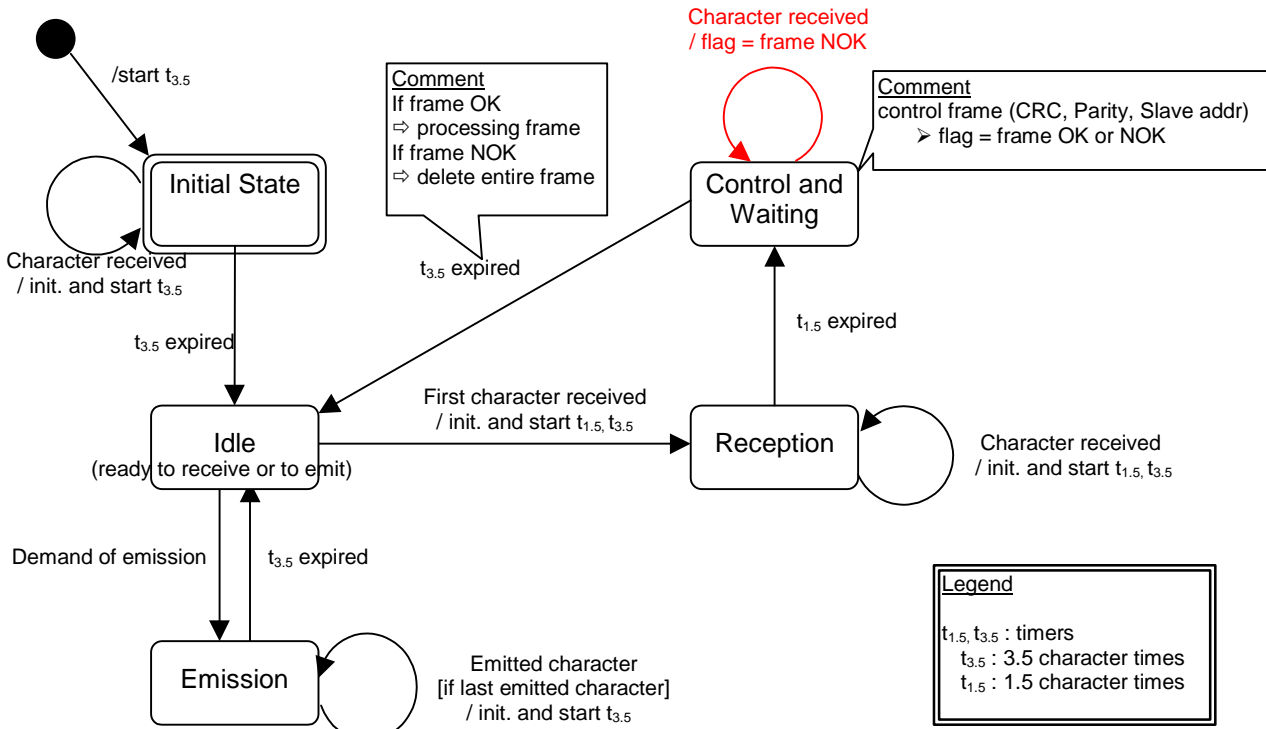 Character received
/ flag = frame NOK
/start t3.5
Comment
If frame OK
⇨ processing frame
If frame NOK
⇨ delete entire frame
Comment
control frame (CRC, Parity, Slave addr)
➢ flag = frame OK or NOK
Initial State
Control and
Waiting
Character received
/ init. and start t3.5
t3.5 expired
t3.5 expired
t1.5 expired
First character received
/ init. and start t1.5, t3.5
Idle
(ready to receive or to emit)
Reception
Character received
/ init. and start t1.5, t3.5
Demand of emission
t3.5 expired
Emission
Emitted character
[if last emitted character]
/ init. and start t3.5
Legend
t1.5, t3.5 : timers
t3.5 : 3.5 character times
t1.5 : 1.5 character times